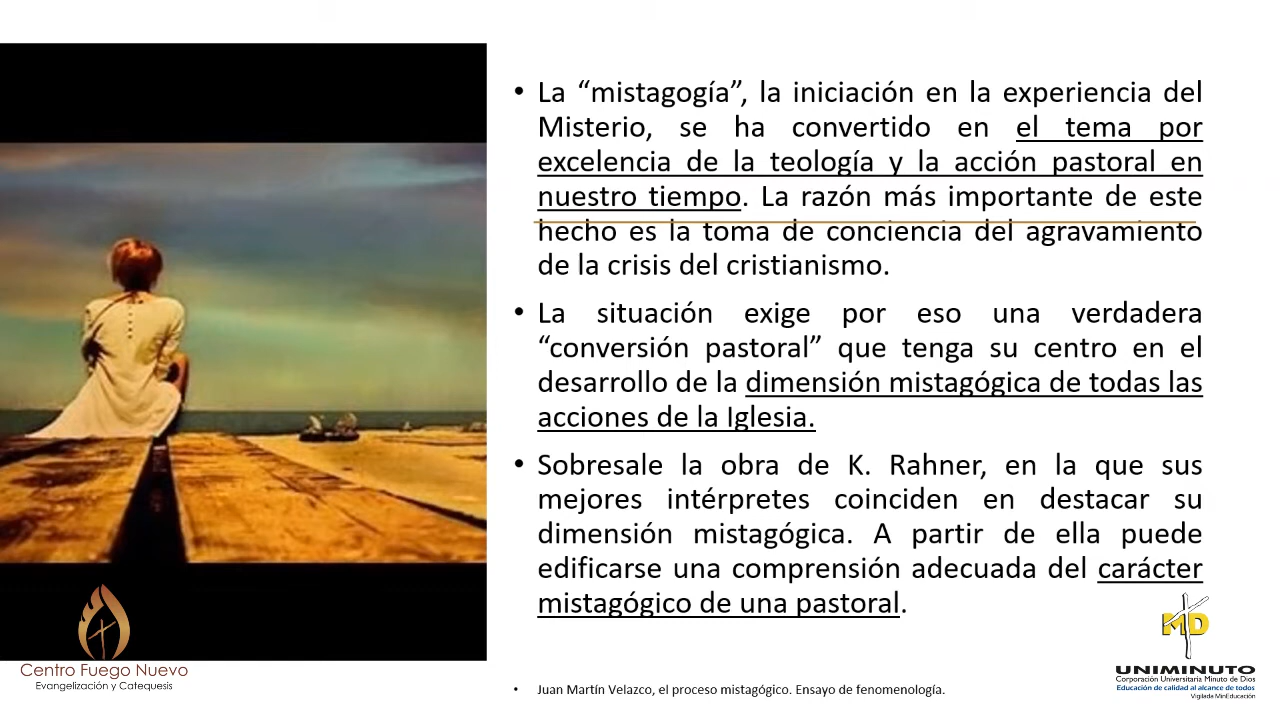 • La “mistagogía”, la iniciación en la experiencia del
Misterio, se ha convertido en el tema por
excelencia de la teología y la acción pastoral en
nuestro tiempo. La razón más importante de este
hecho es la toma de conciencia del agravamiento
de la crisis del cristianismo.
• La situación exige por eso una verdadera
“conversión pastoral” que tenga su centro en el
desarrollo de la dimensión mistagógica de todas las
acciones de la Iglesia.
• Sobresale la obra de K. Rahner, en la que sus
mejores intérpretes coinciden en destacar su
dimensión mistagógica. A partir de ella puede
edificarse una comprensión adecuada del carácter
mistagógico de una pastoral.
Centro Fuego Nuevo
Evangelización y Catequesis
• Juan Martín Velazco, el proceso mistagógico. Ensayo de fenomenología.
MD
UNIMINUTO
Corporación Universitaria Minuto de Dios
Educación de calidad al alcance de todos
Vigilada MinEducación